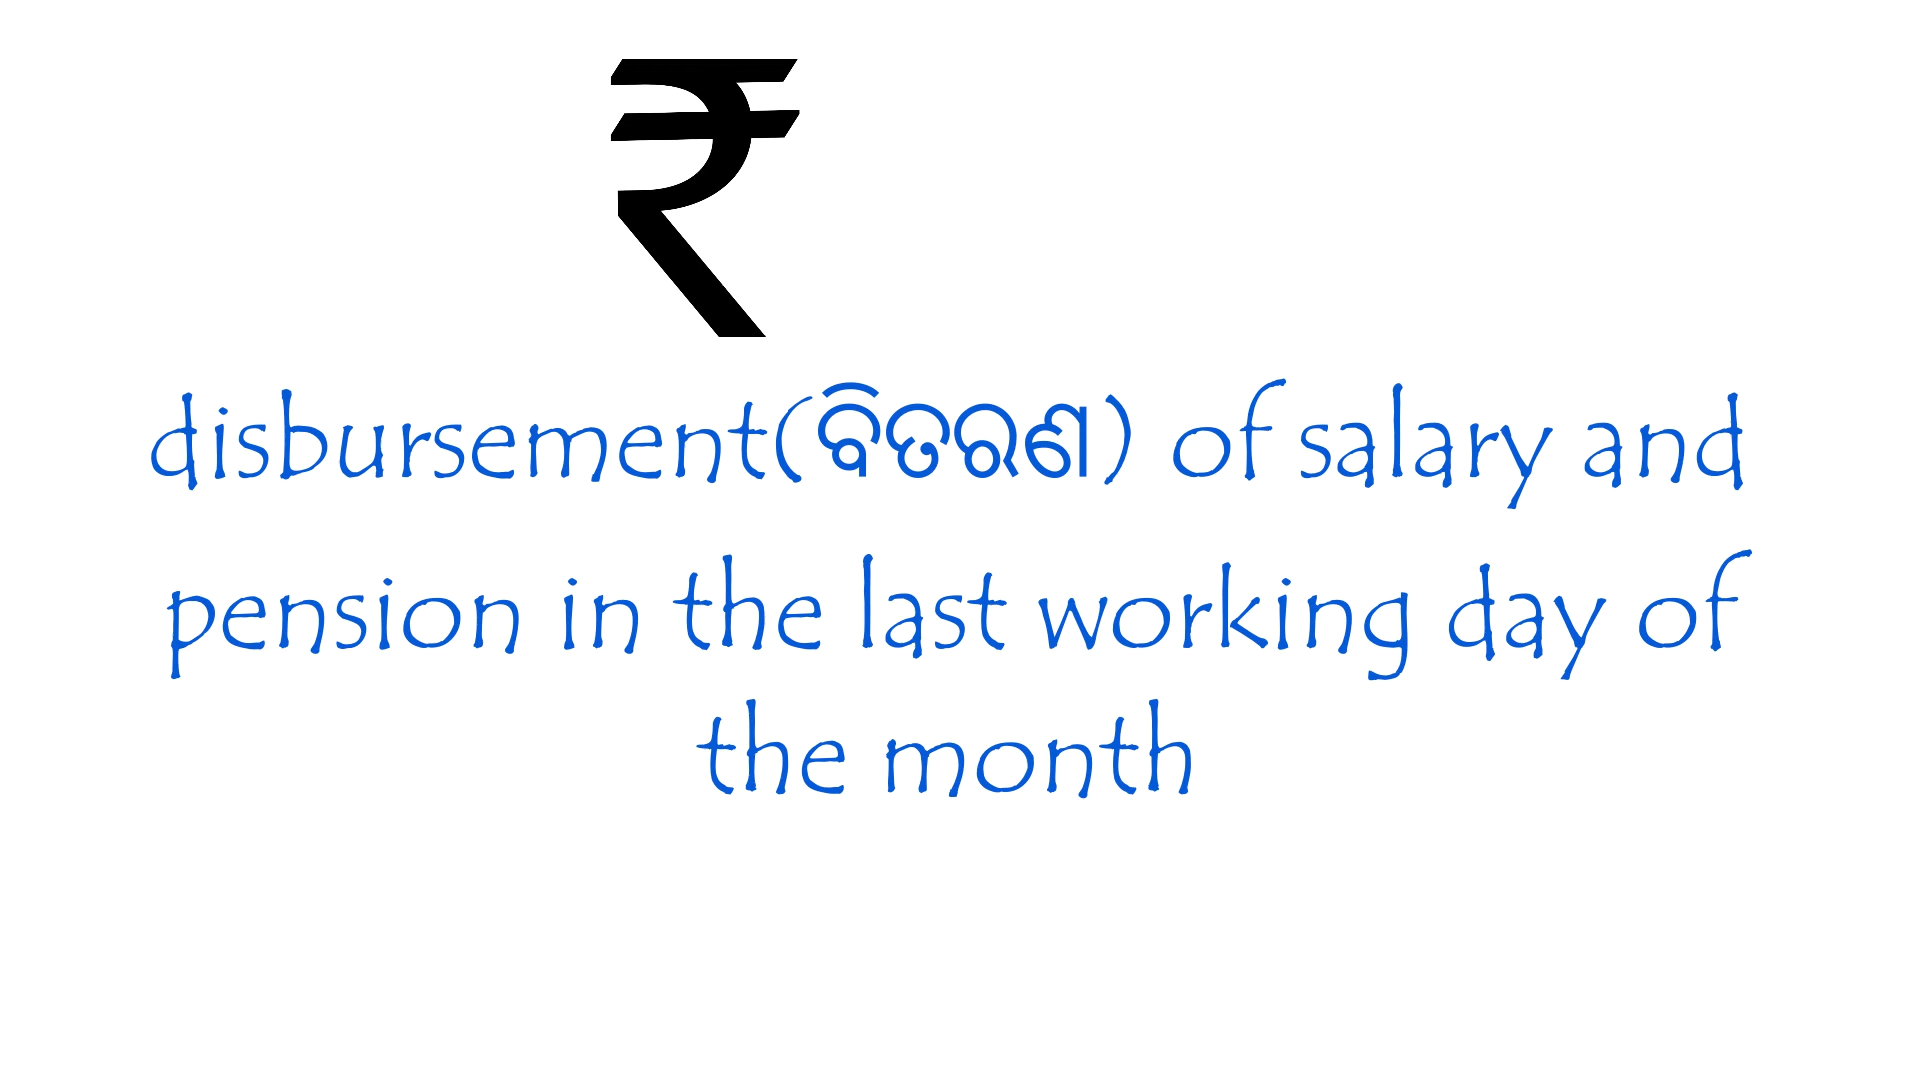 ₹
disbursement(ବିତରଣ) of salary and
pension in the last working day of
the month